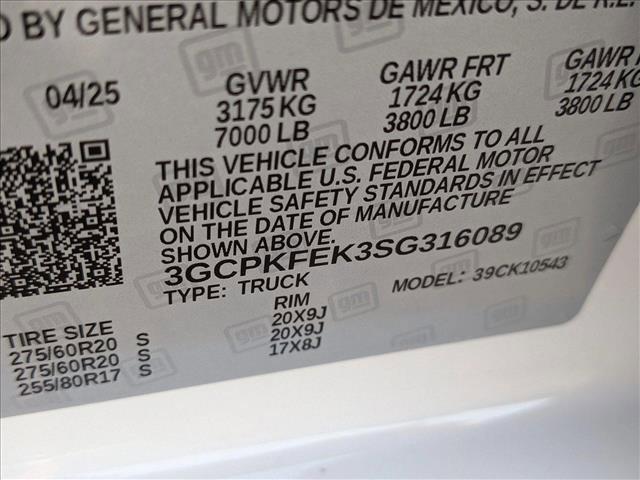 D BY GENERAL MOTORS DE MEXICO, S. DE R.L.
04/25
GVWR
3175 KG
7000 LB
GAWR FRT
1724 KG
3800 LB
GAWR
1724 KG
3800 LB
THIS VEHICLE CONFORMS TO ALL
APPLICABLE U.S. FEDERAL MOTOR
VEHICLE SAFETY STANDARDS IN EFFECT
ON THE DATE OF MANUFACTURE
SHOWN ABOVE.
3GCPKFEK3SG316089
TYPE: TRUCK
MODEL: 39CK10543
TIRE SIZE
RIM
275/60R20 S 20X9J
275/60R20 S 20X9J
255/80R17 S 17X8J
gm